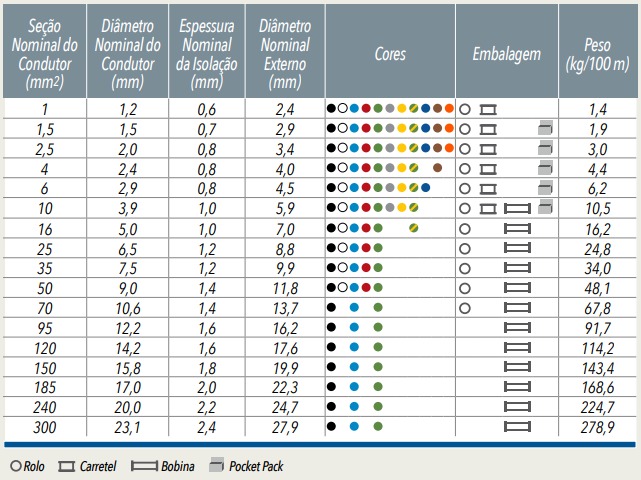 Seção Nominal do Condutor (mm2) Diâmetro Nominal do Condutor (mm) Espessura Nominal da Isolação (mm) Diâmetro Nominal Externo (mm) Cores Embalagem Peso (kg/100 m)
1 1,2 0,6 2,4 1,4
1,5 1,5 0,7 2,9 1,9
2,5 2,0 0,8 3,4 3,0
4 2,4 0,8 4,0 4,4
6 2,9 0,8 4,5 6,2
10 3,9 1,0 5,9 10,5
16 5,0 1,0 7,0 16,2
25 6,5 1,2 8,8 24,8
35 7,5 1,2 9,9 34,0
50 9,0 1,4 11,8 48,1
70 10,6 1,4 13,7 67,8
95 12,2 1,6 16,2 91,7
120 14,2 1,6 17,6 114,2
150 15,8 1,8 19,9 143,4
185 17,0 2,0 22,3 168,6
240 20,0 2,2 24,7 224,7
300 23,1 2,4 27,9 278,9
Rolo Carretel Bobina Pocket Pack